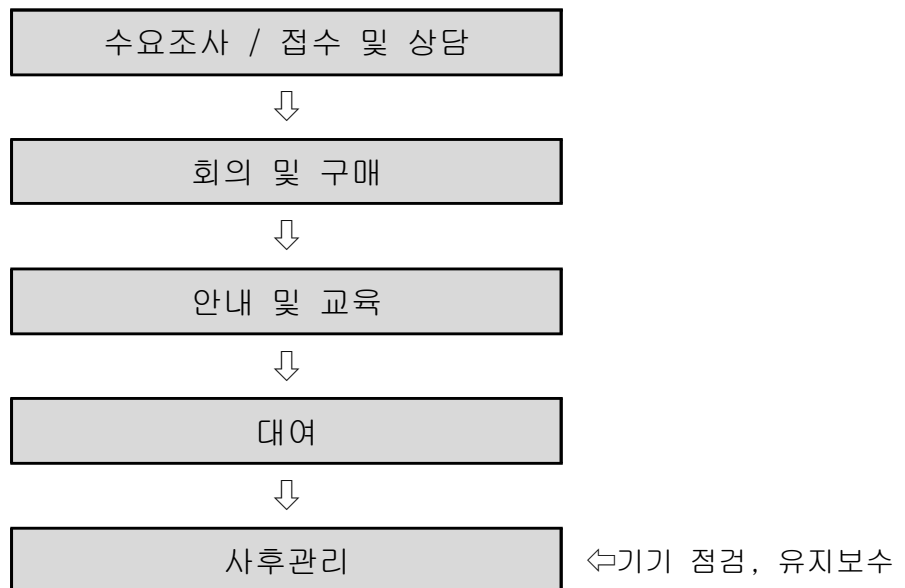 수요조사 / 접수 및 상담
⇩
회의 및 구매
⇩
안내 및 교육
⇩
대여
⇩
사후관리 ⇦기기 점검, 유지보수